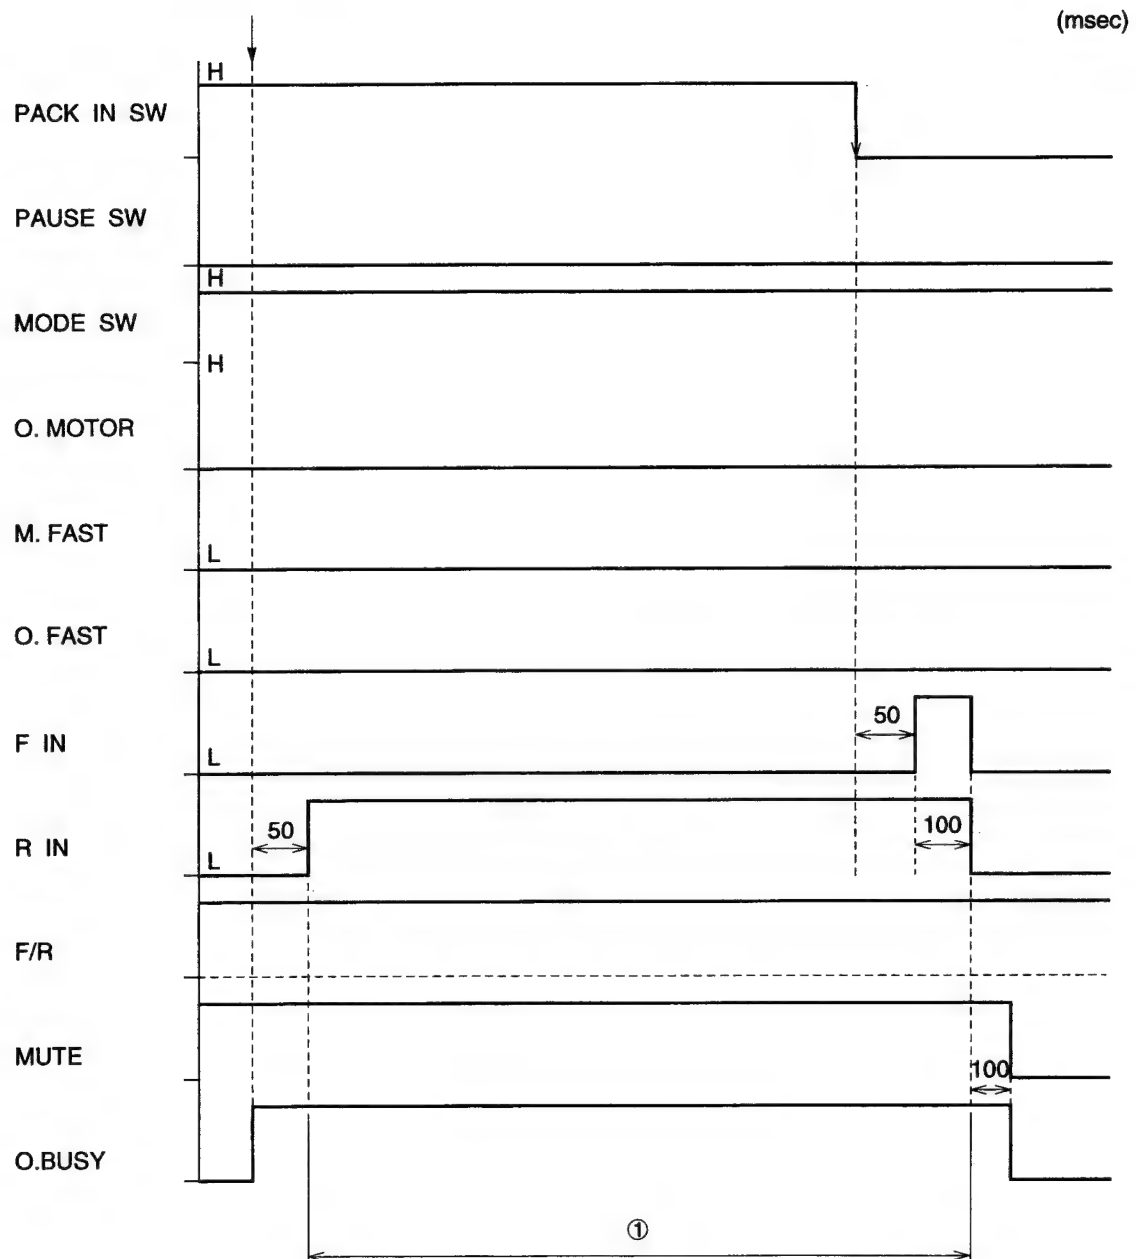 (msec)
H
PACK IN SW
PAUSE SW
H
MODE SW
H
O. MOTOR
M. FAST
L
O. FAST
L
50
F IN
L
50
100
R IN
L
F/R
MUTE
100
O.BUSY
①